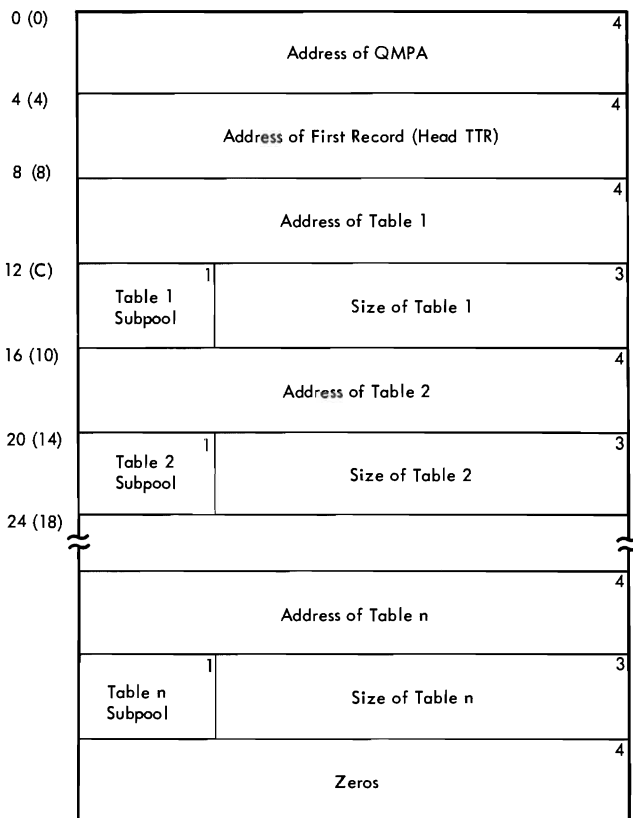 0 (0)
4
Address of QMPA
4 (4)
4
Address of First Record (Head TTR)
8 (8)
4
Address of Table 1
12 (C)
1
3
Table 1
Subpool
Size of Table 1
16 (10)
4
Address of Table 2
20 (14)
1
3
Table 2
Subpool
Size of Table 2
24 (18)
4
Address of Table n
1
3
Table n
Subpool
Size of Table n
4
Zeros